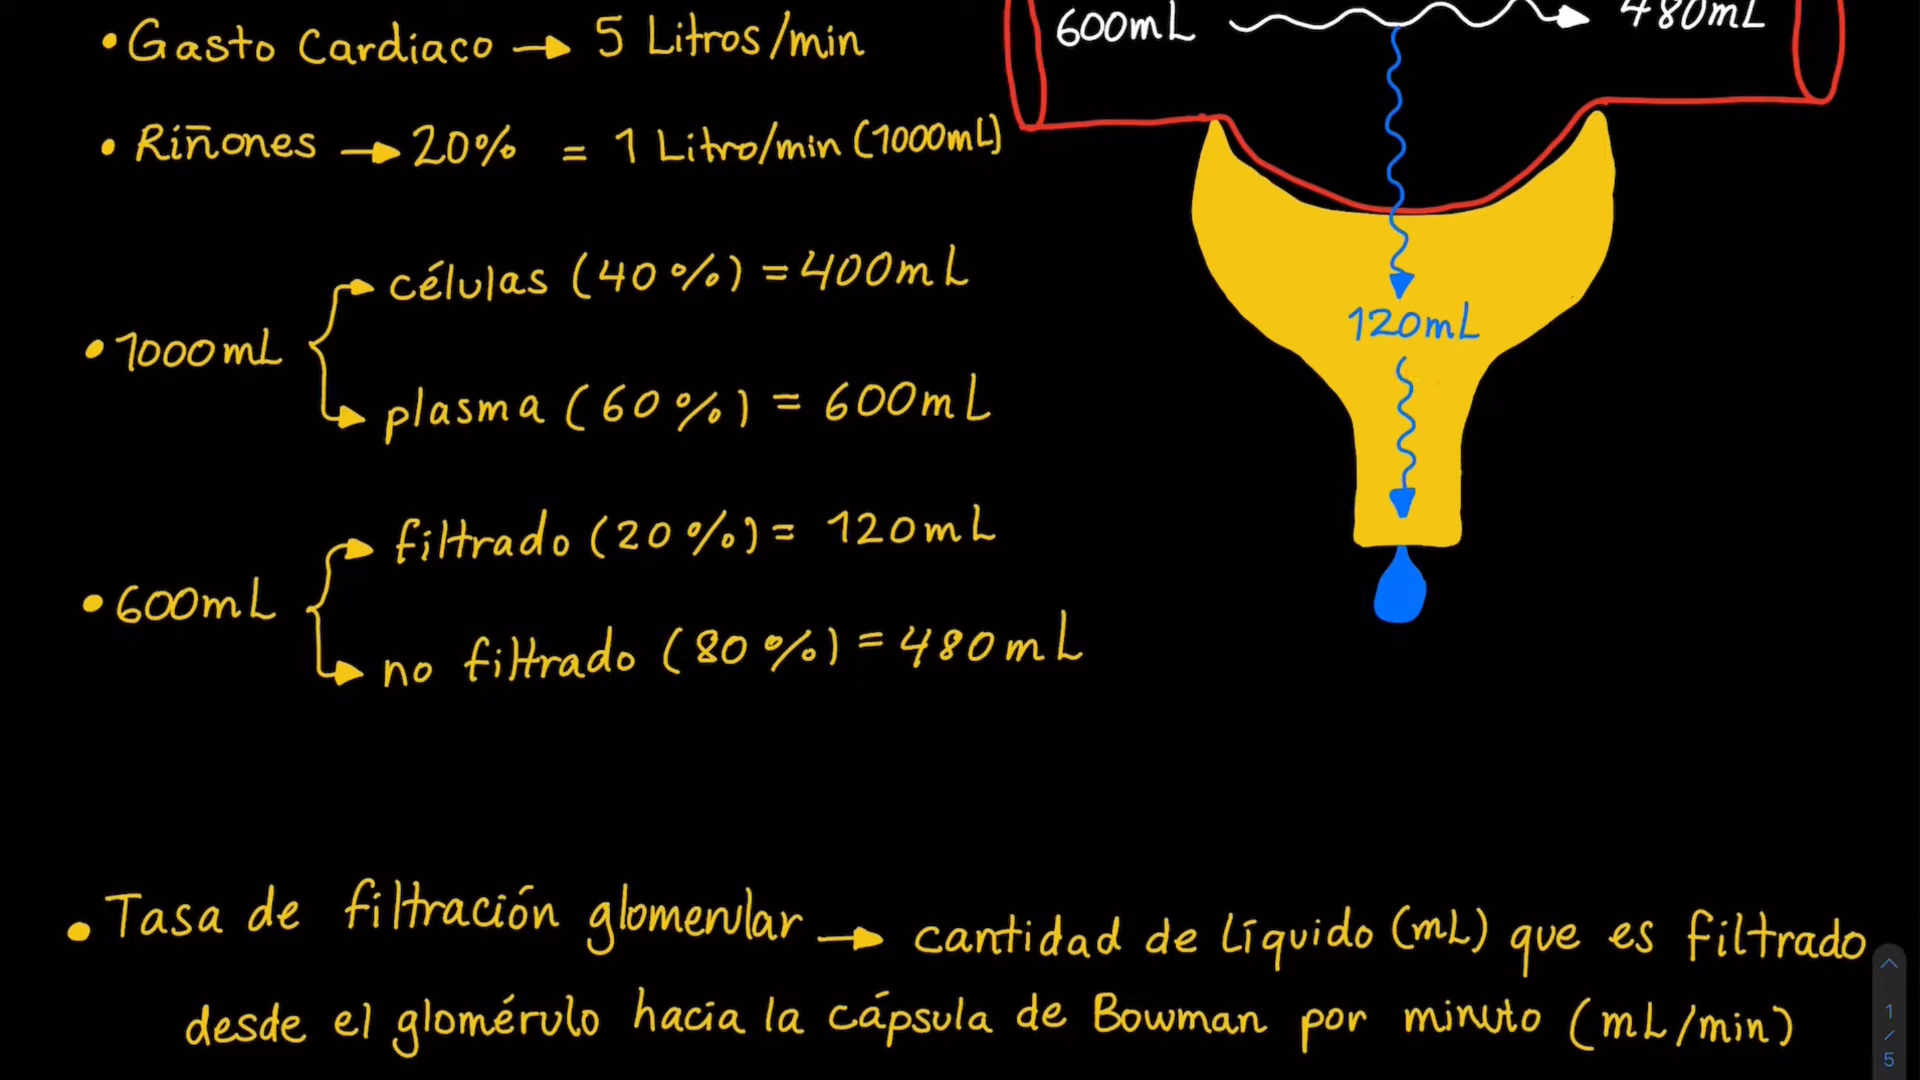 • Gasto Cardiaco → 5 Litros/min
600mL → 480mL
• Riñones → 20% = 1 Litro/min (1000mL)
células (40%) = 400mL
• 1000mL
plasma (60%) = 600mL
120mL
filtrado (20%) = 120mL
• 600mL
no filtrado (80%) = 480mL
• Tasa de filtración glomerular → cantidad de líquido (mL) que es filtrado
desde el glomérulo hacia la cápsula de Bowman por minuto (mL/min)
1
/
5